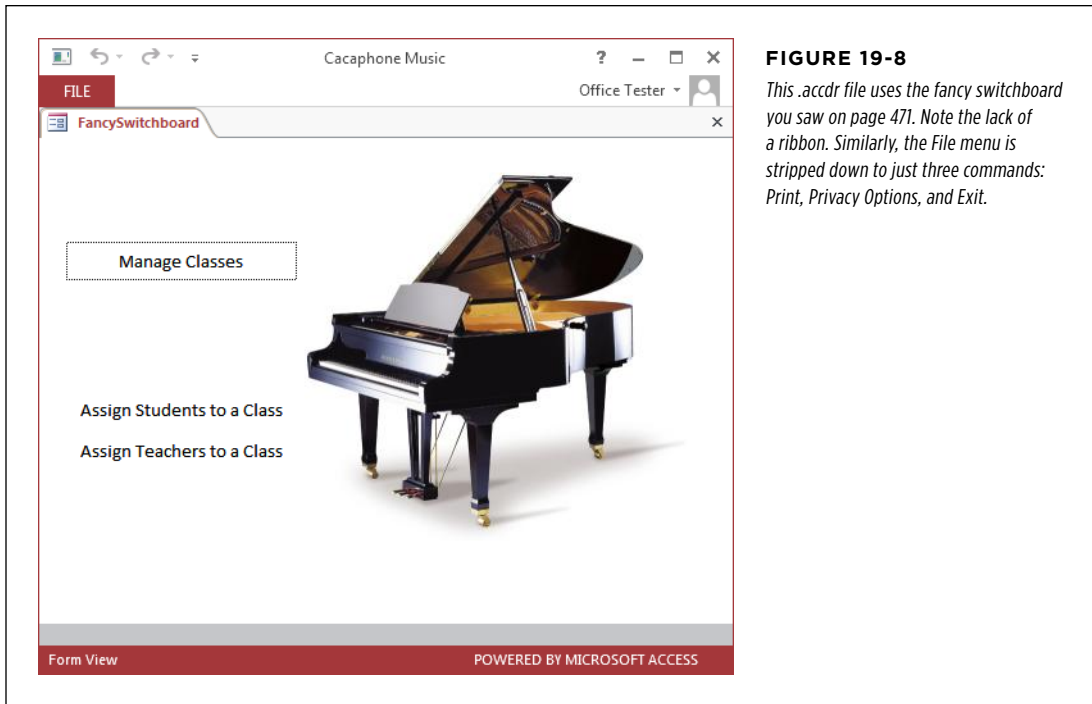 Cacaphone Music
?
FILE
Office Tester
FancySwitchboard
Manage Classes
Assign Students to a Class
Assign Teachers to a Class
Form View
POWERED BY MICROSOFT ACCESS
FIGURE 19-8
This .accdr file uses the fancy switchboard
you saw on page 471. Note the lack of
a ribbon. Similarly, the File menu is
stripped down to just three commands:
Print, Privacy Options, and Exit.